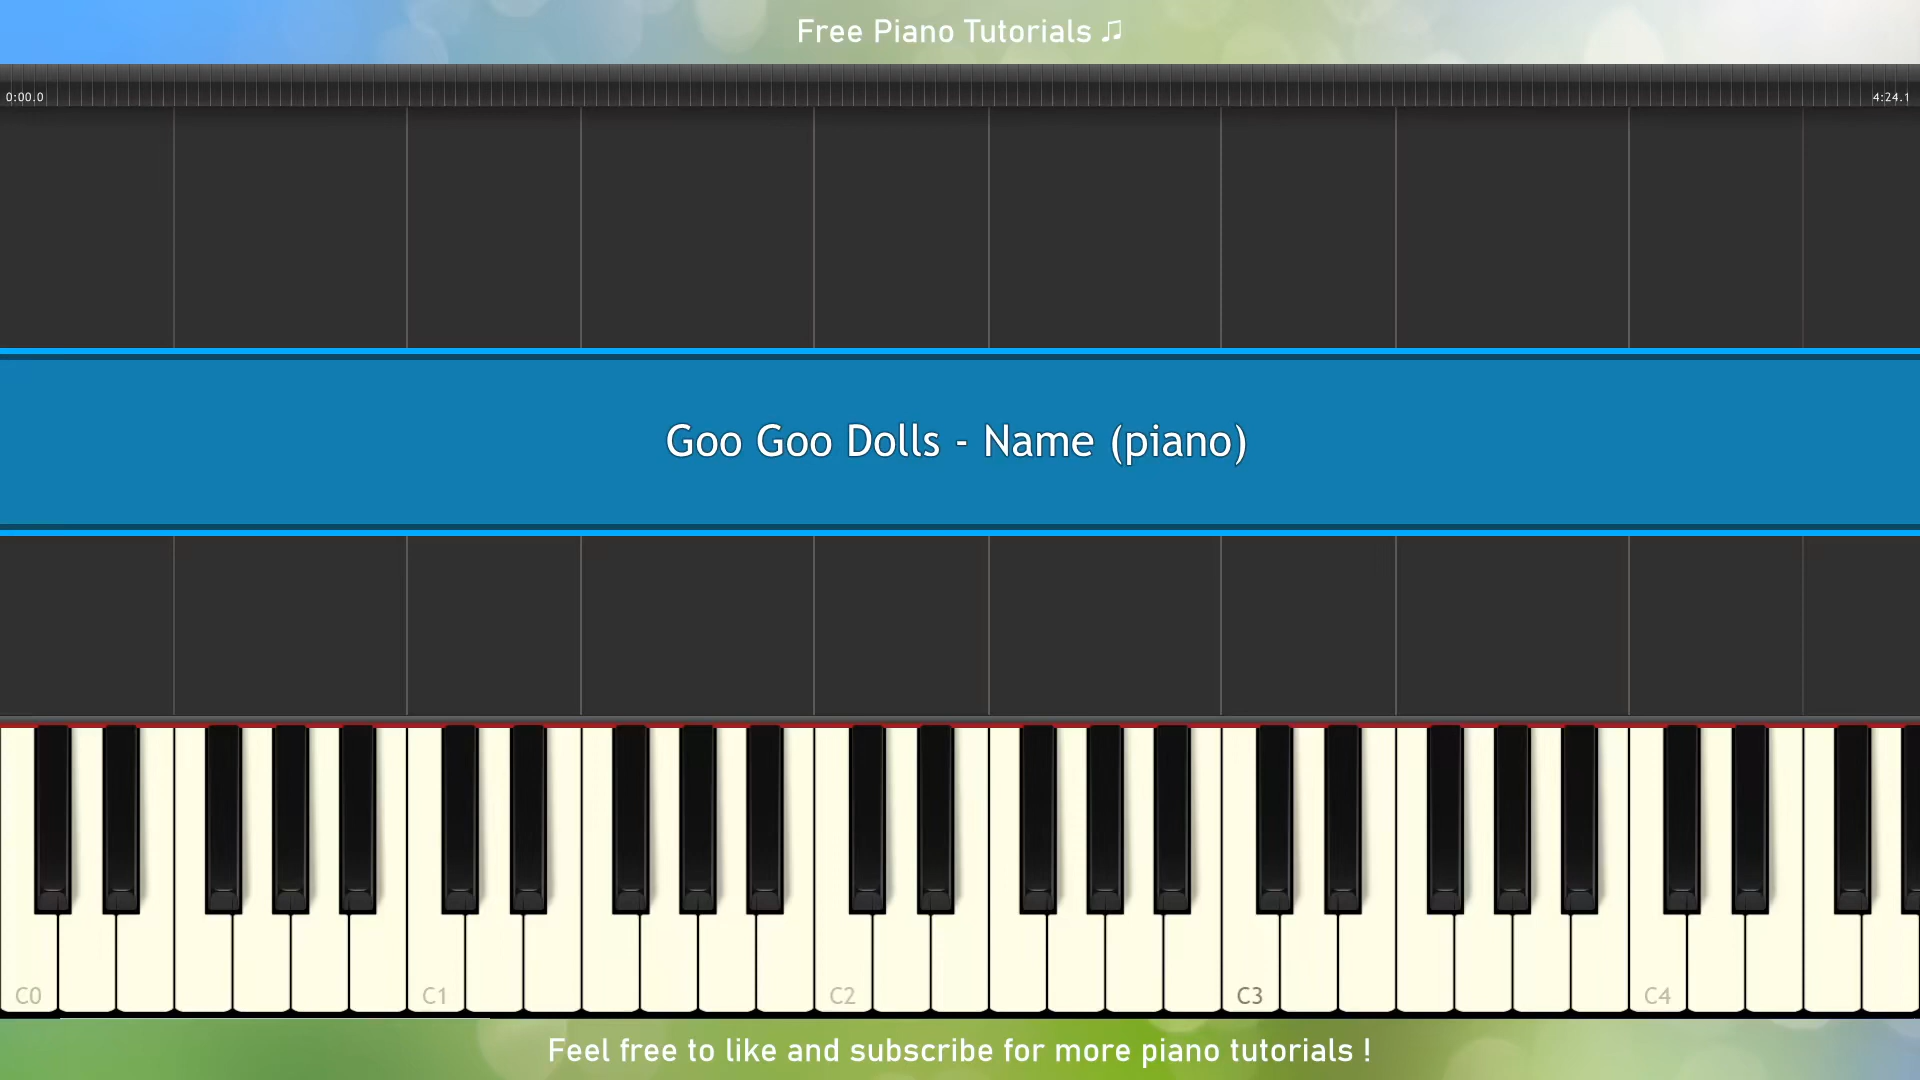 Free Piano Tutorials ♫
0:00.0 4:24.1
Goo Goo Dolls - Name (piano)
C0 C1 C2 C3 C4
Feel free to like and subscribe for more piano tutorials !